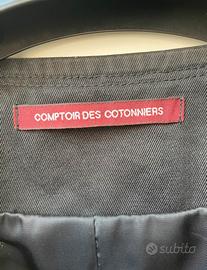 COMPTOIR DES COTONNIERS
subito